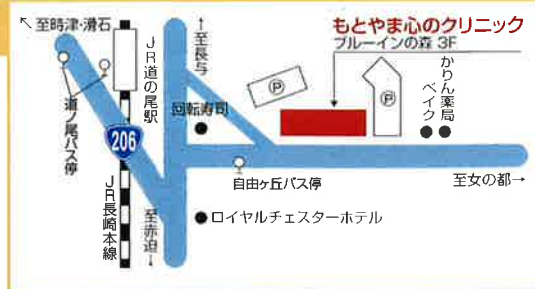 ↖至時津・滑石
JR道の尾駅
↑至長与
もとやま心のクリニック
ブルーインの森 3F
P
P
かりん薬局
ベイク
回転寿司
道ノ尾バス停
206
自由ヶ丘バス停
至女の都→
JR長崎本線
至赤迫↓
ロイヤルチェスターホテル